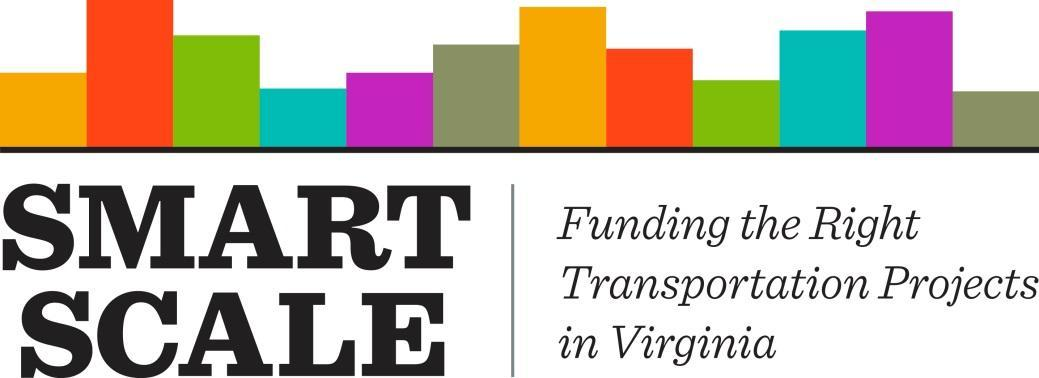 SMART
SCALE
Funding the Right
Transportation Projects
in Virginia